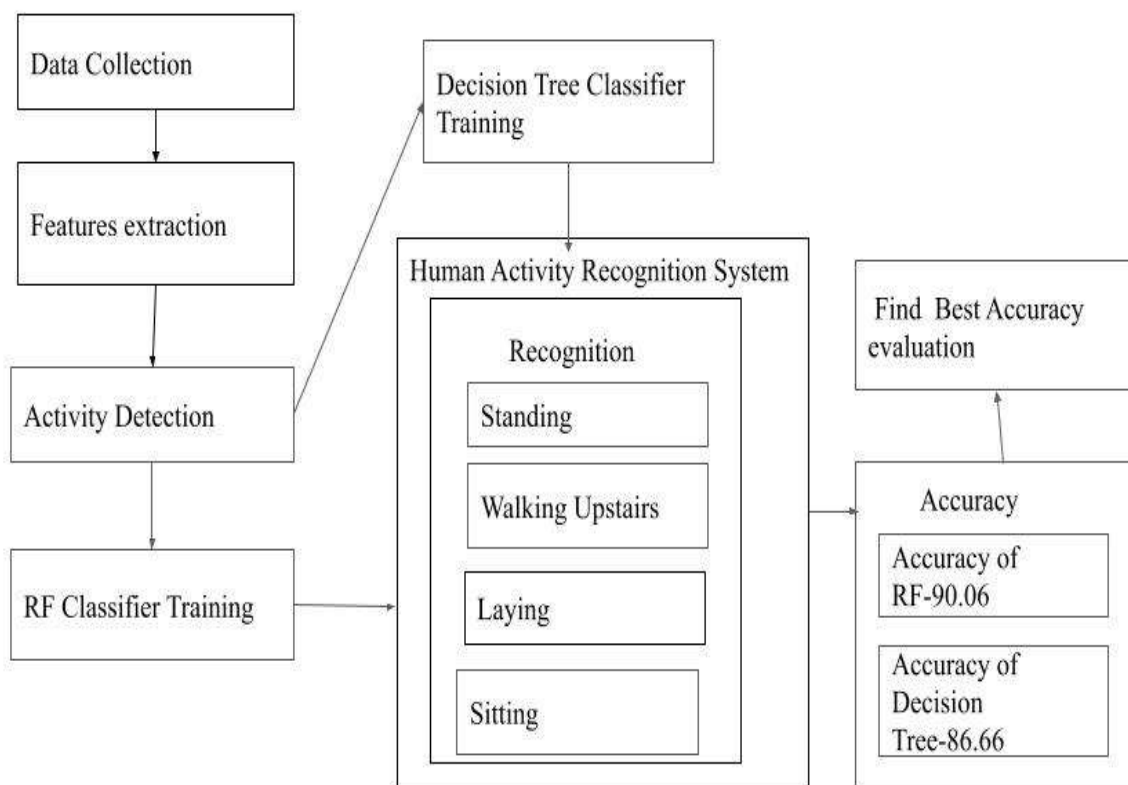 Data Collection
Features extraction
Activity Detection
RF Classifier Training
Decision Tree Classifier
Training
Human Activity Recognition System
Recognition
Standing
Walking Upstairs
Laying
Sitting
Find Best Accuracy
evaluation
Accuracy
Accuracy of
RF-90.06
Accuracy of
Decision
Tree-86.66